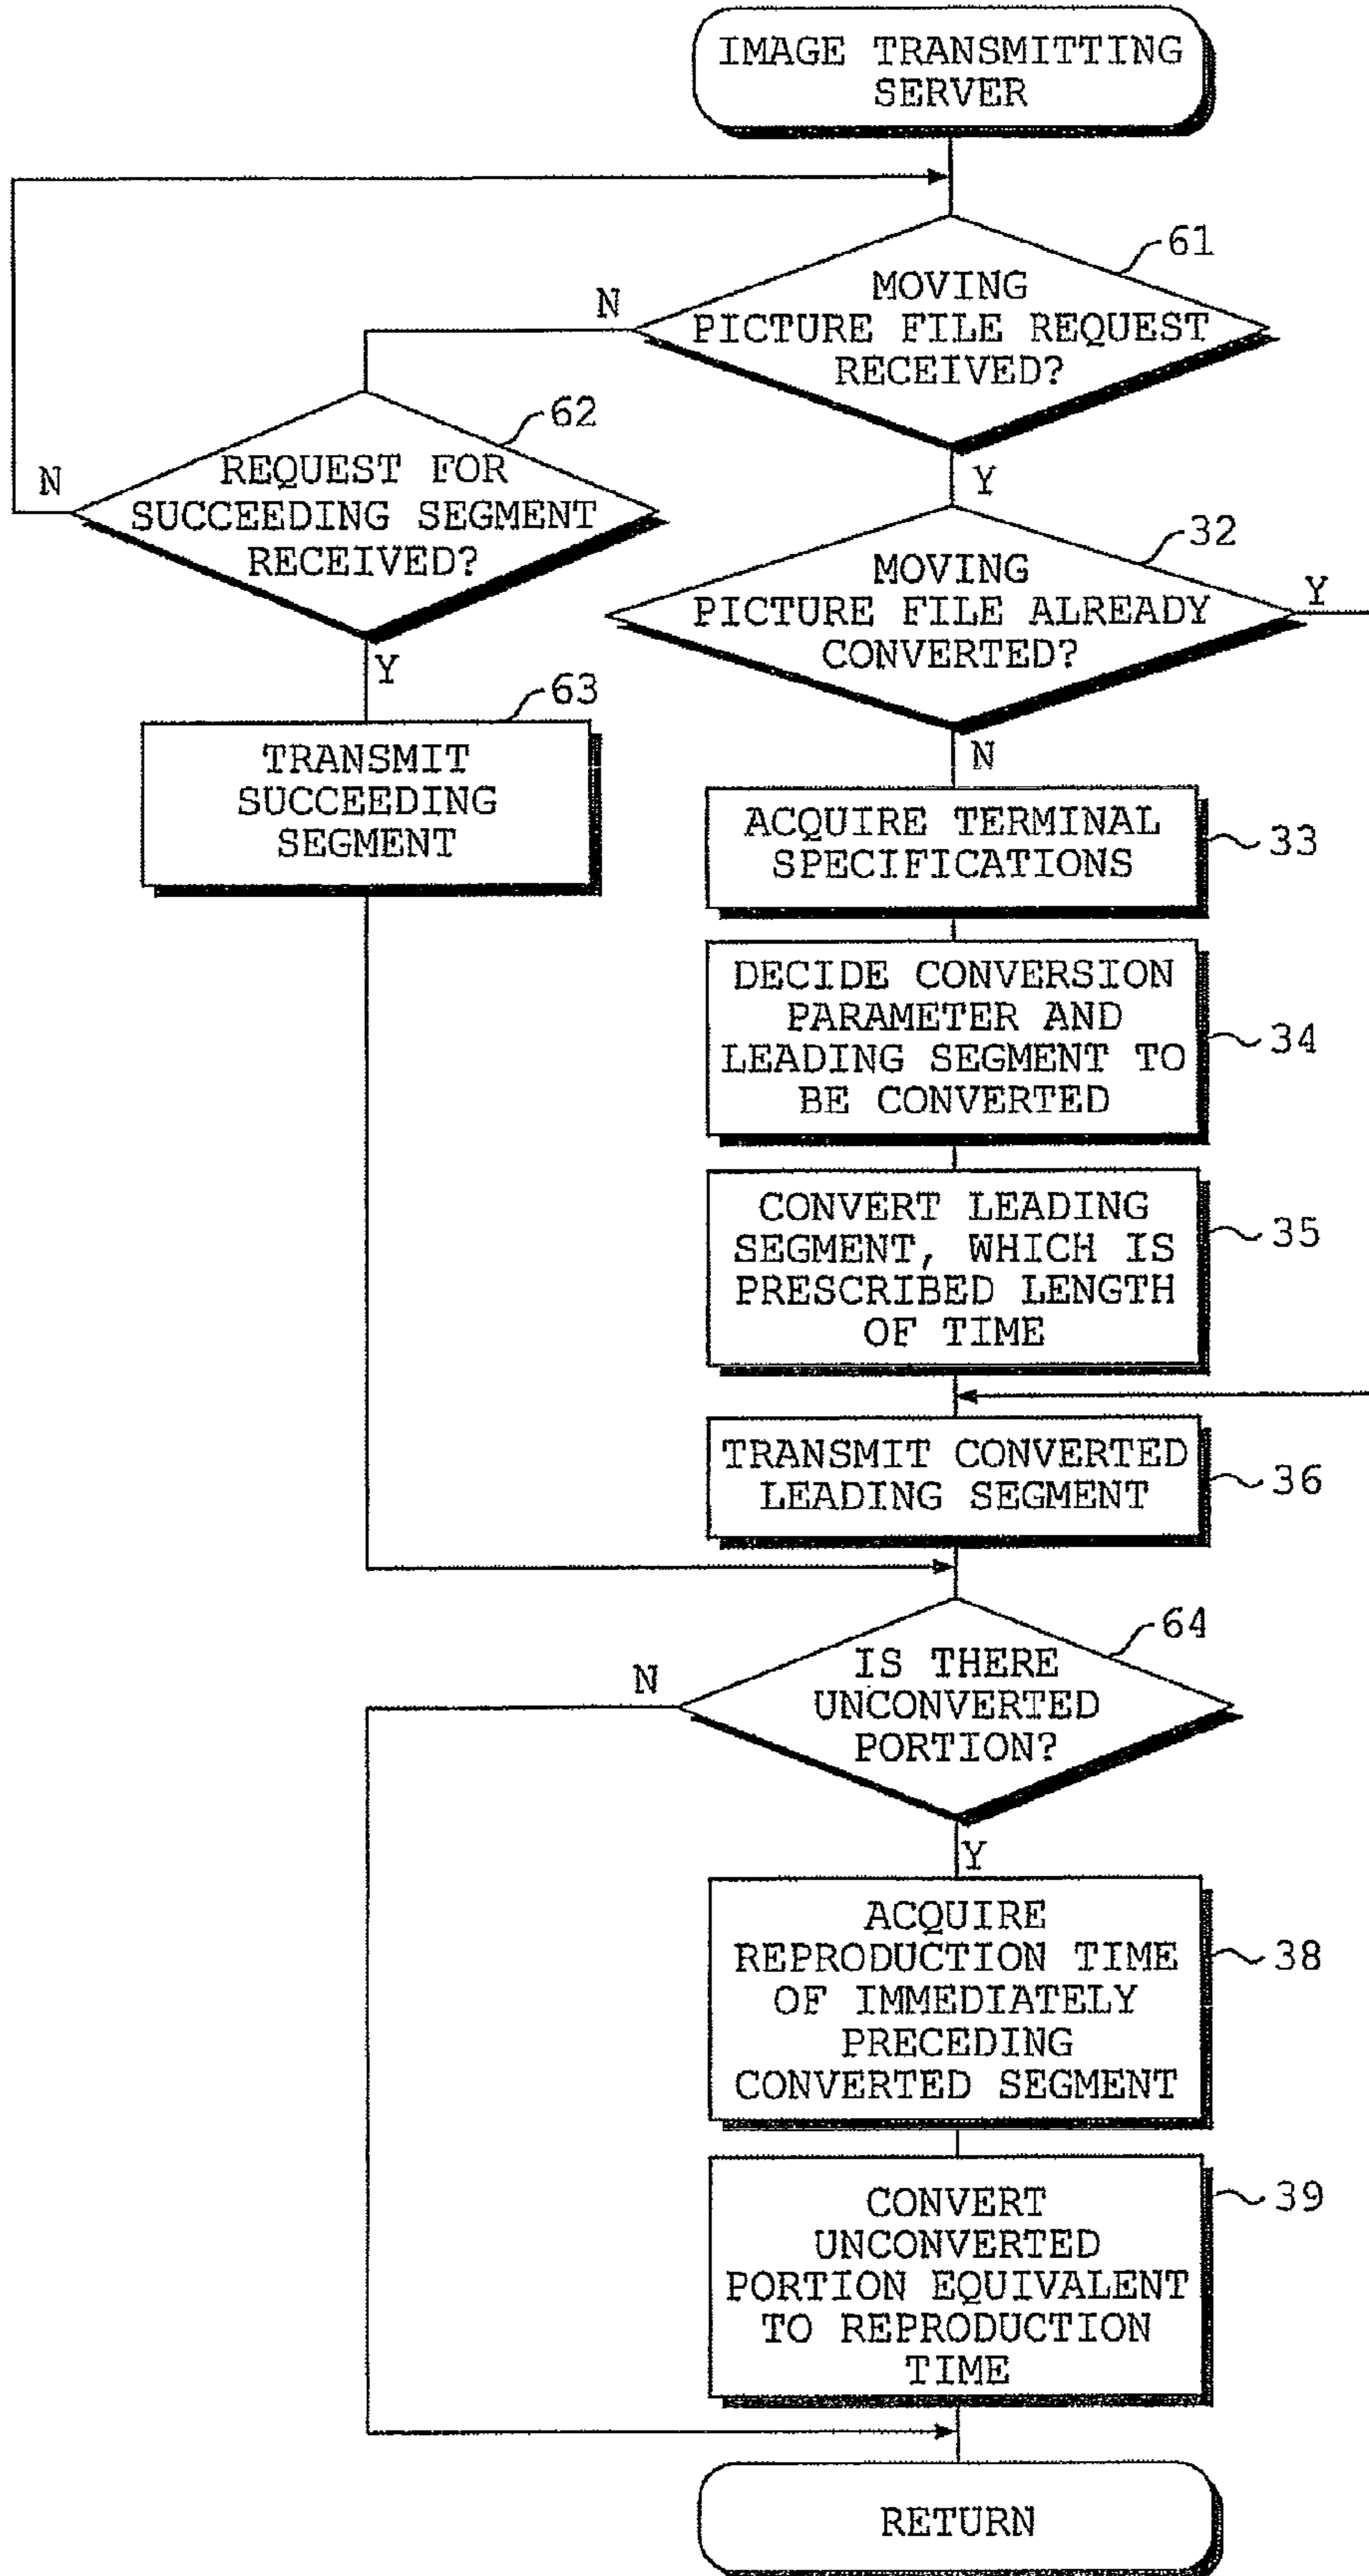 IMAGE TRANSMITTING
SERVER
61
MOVING
PICTURE FILE REQUEST
RECEIVED?
N
Y
62
REQUEST FOR
SUCCEEDING SEGMENT
RECEIVED?
N
Y
32
MOVING
PICTURE FILE ALREADY
CONVERTED?
Y
N
63
TRANSMIT
SUCCEEDING
SEGMENT
ACQUIRE TERMINAL
SPECIFICATIONS
33
DECIDE CONVERSION
PARAMETER AND
LEADING SEGMENT TO
BE CONVERTED
34
CONVERT LEADING
SEGMENT, WHICH IS
PRESCRIBED LENGTH
OF TIME
35
TRANSMIT CONVERTED
LEADING SEGMENT
36
64
IS THERE
UNCONVERTED
PORTION?
N
Y
ACQUIRE
REPRODUCTION TIME
OF IMMEDIATELY
PRECEDING
CONVERTED SEGMENT
38
CONVERT
UNCONVERTED
PORTION EQUIVALENT
TO REPRODUCTION
TIME
39
RETURN